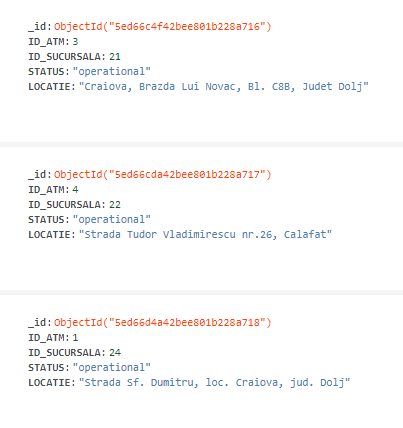 _id: ObjectId("5ed66c4f42bee801b228a716")
ID_ATM: 3
ID_SUCURSALA: 21
STATUS: "operational"
LOCATIE: "Craiova, Brazda Lui Novac, Bl. C8B, Judet Dolj"
_id: ObjectId("5ed66cda42bee801b228a717")
ID_ATM: 4
ID_SUCURSALA: 22
STATUS: "operational"
LOCATIE: "Strada Tudor Vladimirescu nr.26, Calafat"
_id: ObjectId("5ed66d4a42bee801b228a718")
ID_ATM: 1
ID_SUCURSALA: 24
STATUS: "operational"
LOCATIE: "Strada Sf. Dumitru, loc. Craiova, jud. Dolj"